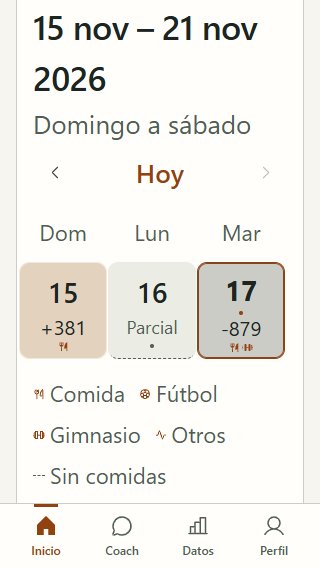 15 nov – 21 nov
2026
Domingo a sábado
Hoy
Dom Lun Mar
15 16 17
+381 Parcial -879
Comida Fútbol
Gimnasio Otros
Sin comidas
Inicio Coach Datos Perfil